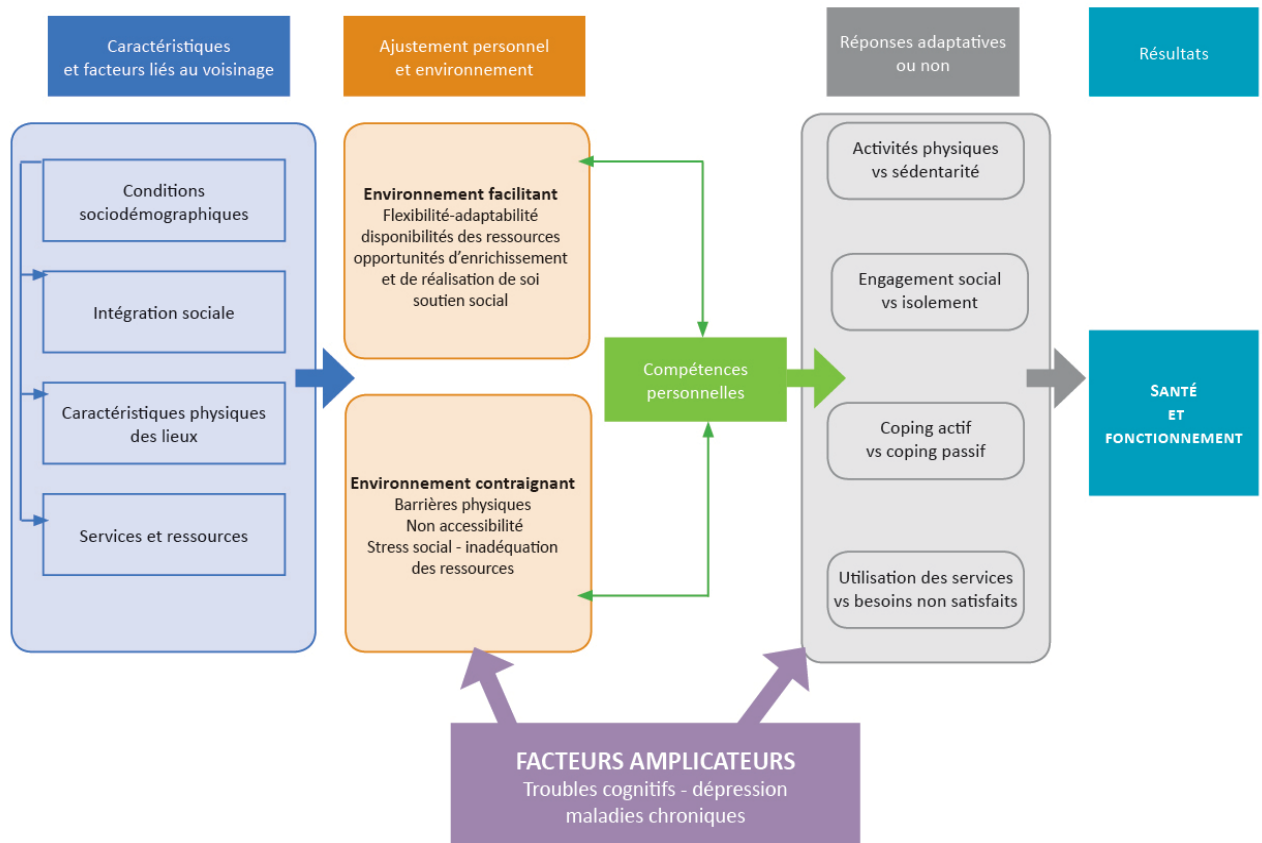 Caractéristiques
et facteurs liés au voisinage
Ajustement personnel
et environnement
Réponses adaptatives
ou non
Résultats
Conditions
sociodémographiques
Intégration sociale
Caractéristiques physiques
des lieux
Services et ressources
Environnement facilitant
Flexibilité-adaptabilité
disponibilités des ressources
opportunités d'enrichissement
et de réalisation de soi
soutien social
Environnement contraignant
Barrières physiques
Non accessibilité
Stress social - inadéquation
des ressources
Compétences
personnelles
Activités physiques
vs sédentarité
Engagement social
vs isolement
Coping actif
vs coping passif
Utilisation des services
vs besoins non satisfaits
SANTÉ
ET
FONCTIONNEMENT
FACTEURS AMPLICATEURS
Troubles cognitifs - dépression
maladies chroniques